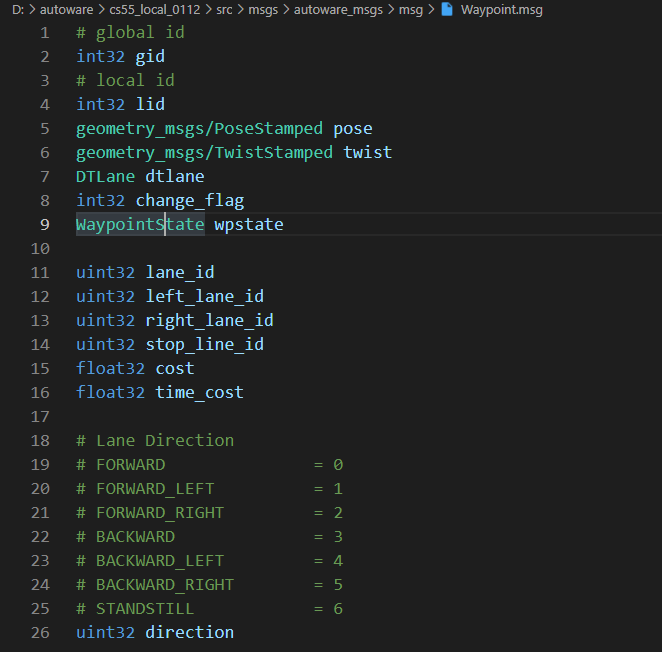 D: > autoware > cs55_local_0112 > src > msgs > autoware_msgs > msg > Waypoint.msg
1 # global id
2 int32 gid
3 # local id
4 int32 lid
5 geometry_msgs/PoseStamped pose
6 geometry_msgs/TwistStamped twist
7 DTLane dtlane
8 int32 change_flag
9 WaypointState wpstate
10
11 uint32 lane_id
12 uint32 left_lane_id
13 uint32 right_lane_id
14 uint32 stop_line_id
15 float32 cost
16 float32 time_cost
17
18 # Lane Direction
19 # FORWARD = 0
20 # FORWARD_LEFT = 1
21 # FORWARD_RIGHT = 2
22 # BACKWARD = 3
23 # BACKWARD_LEFT = 4
24 # BACKWARD_RIGHT = 5
25 # STANDSTILL = 6
26 uint32 direction